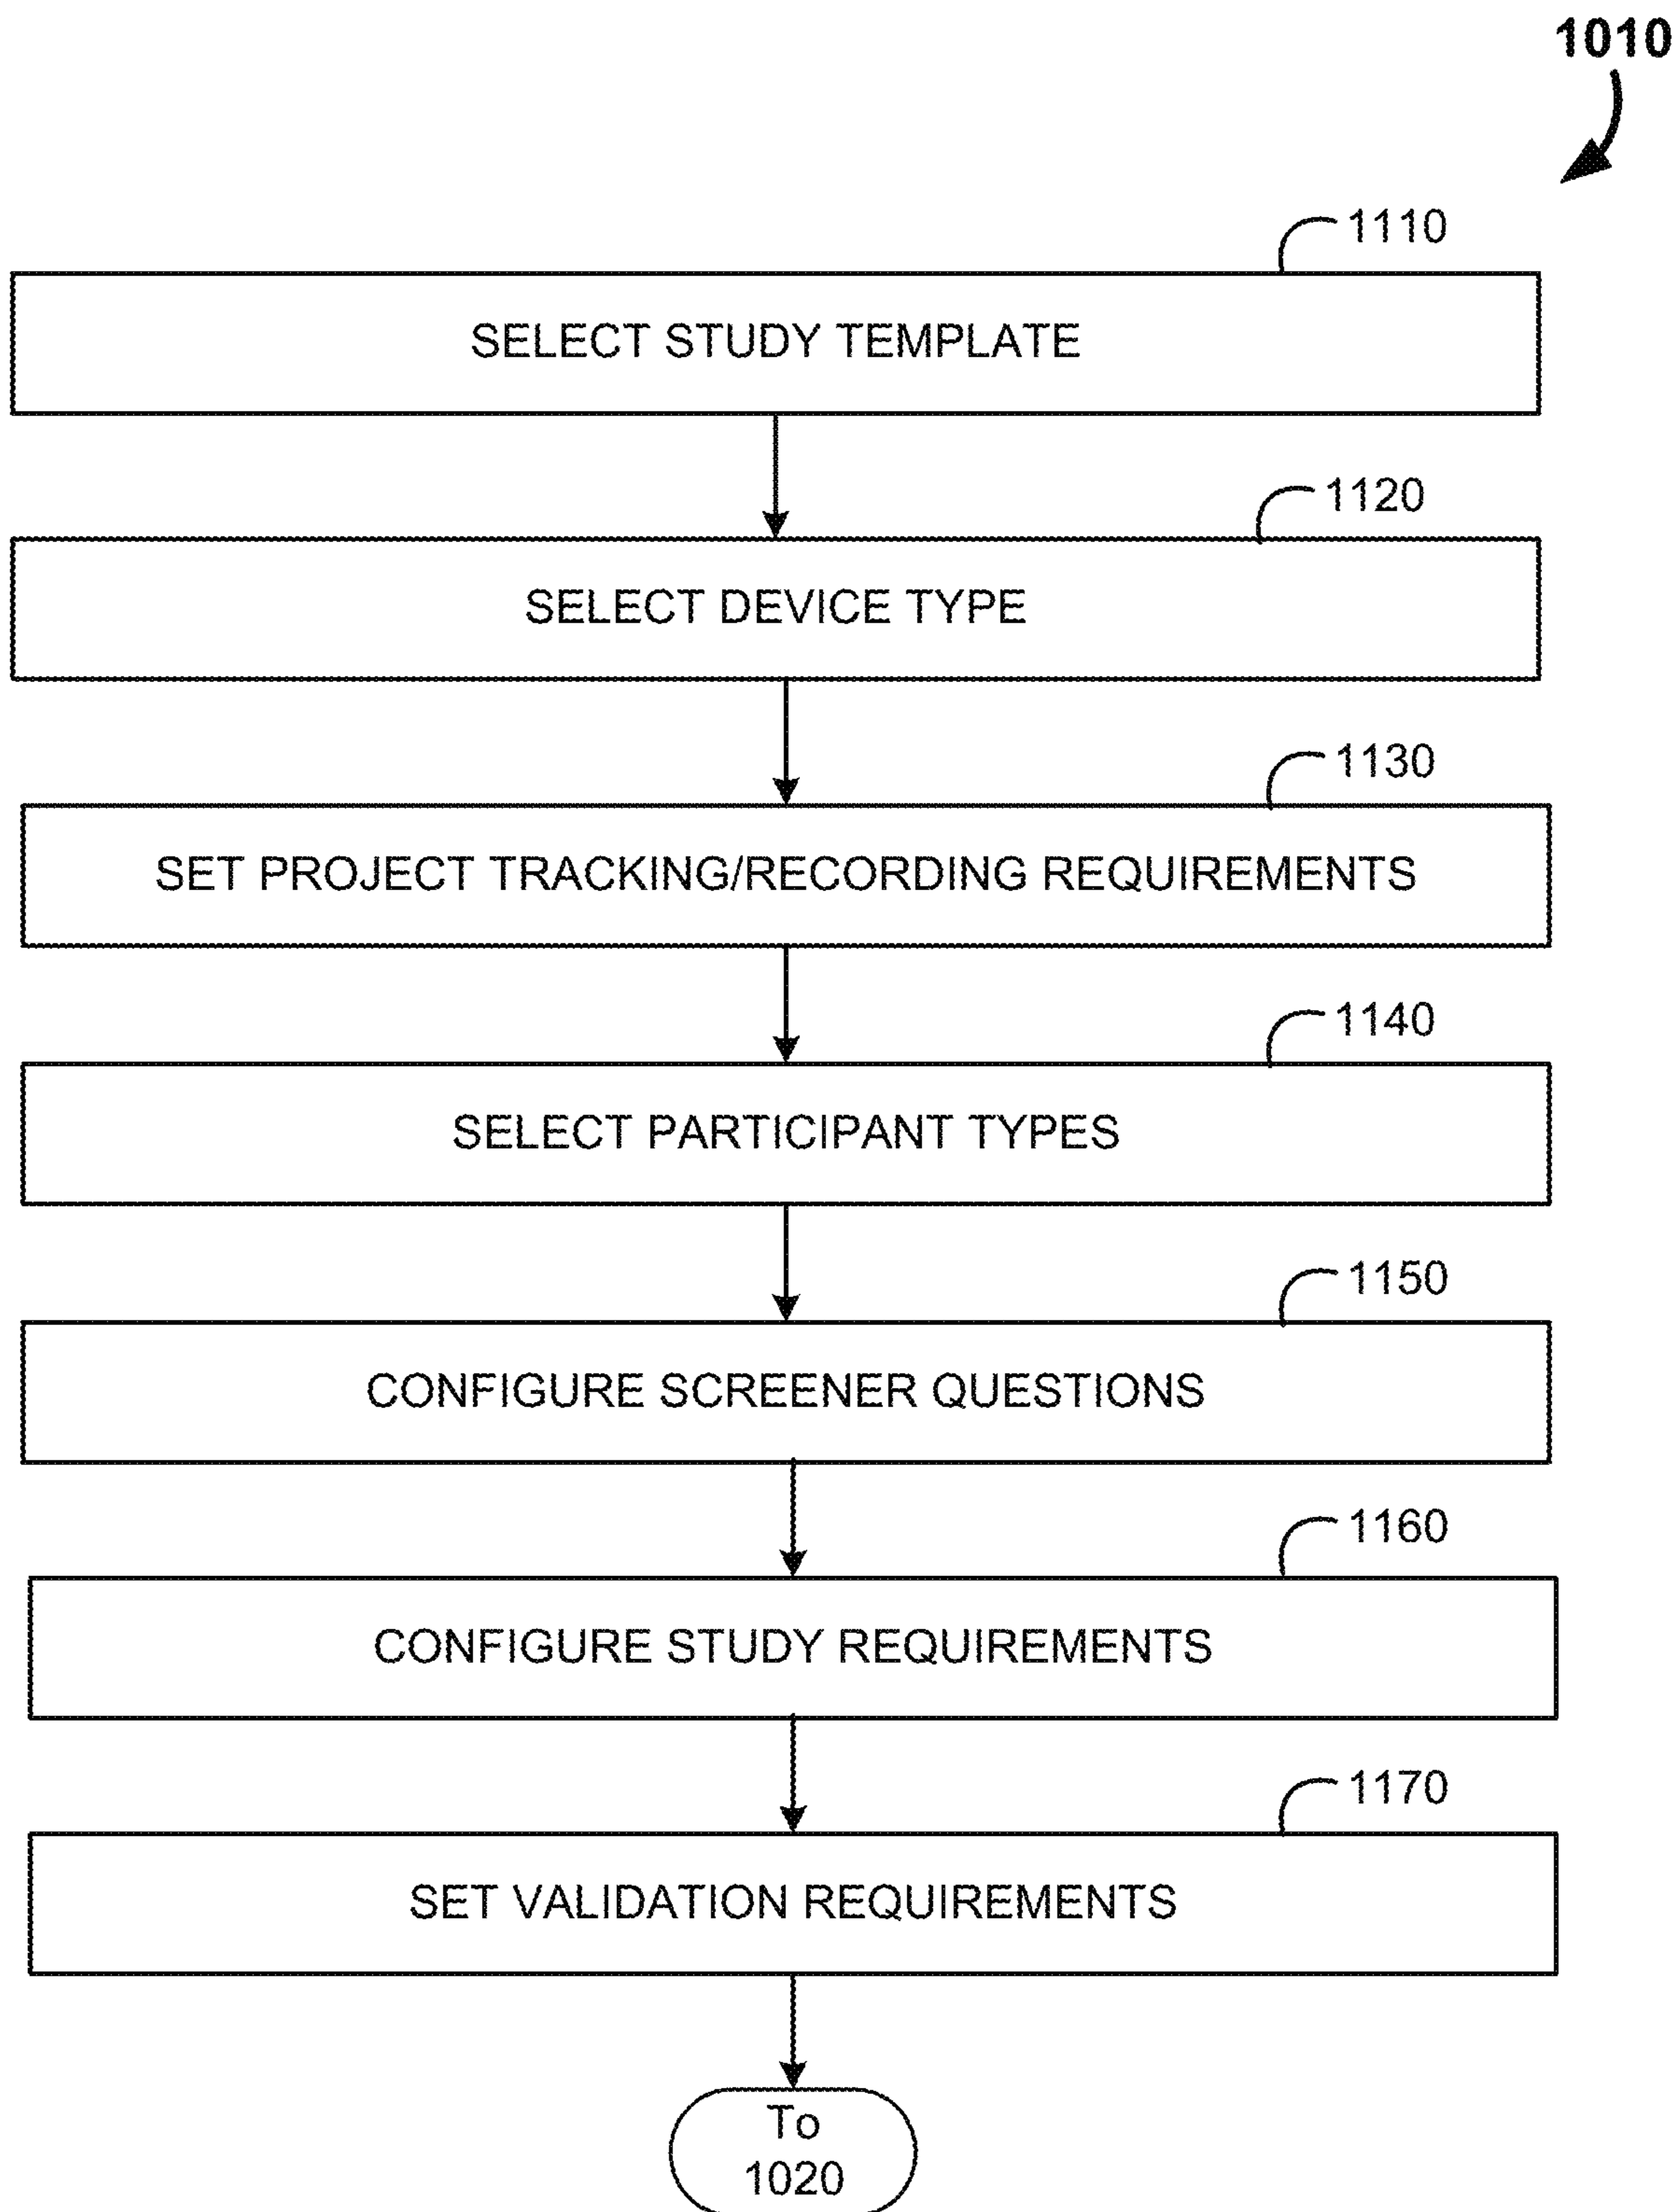 1010
1110
SELECT STUDY TEMPLATE
1120
SELECT DEVICE TYPE
1130
SET PROJECT TRACKING/RECORDING REQUIREMENTS
1140
SELECT PARTICIPANT TYPES
1150
CONFIGURE SCREENER QUESTIONS
1160
CONFIGURE STUDY REQUIREMENTS
1170
SET VALIDATION REQUIREMENTS
To
1020